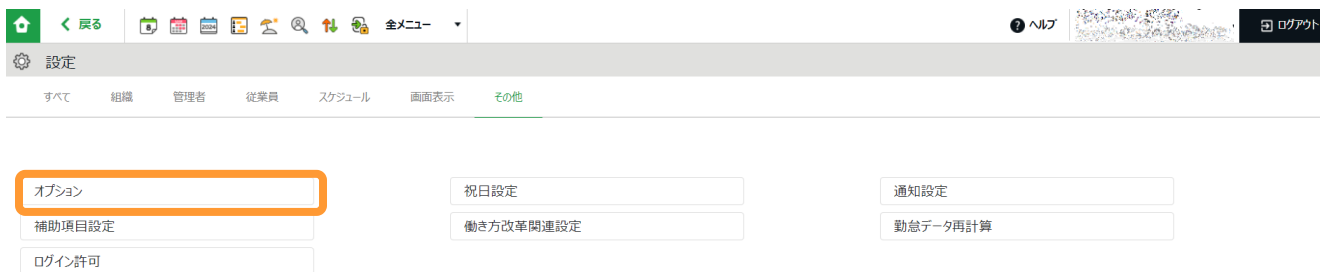 戻る 8 2024 全メニュー ▼ ? ヘルプ ログアウト
設定
すべて 組織 管理者 従業員 スケジュール 画面表示 その他
オプション 祝日設定 通知設定
補助項目設定 働き方改革関連設定 勤怠データ再計算
ログイン許可